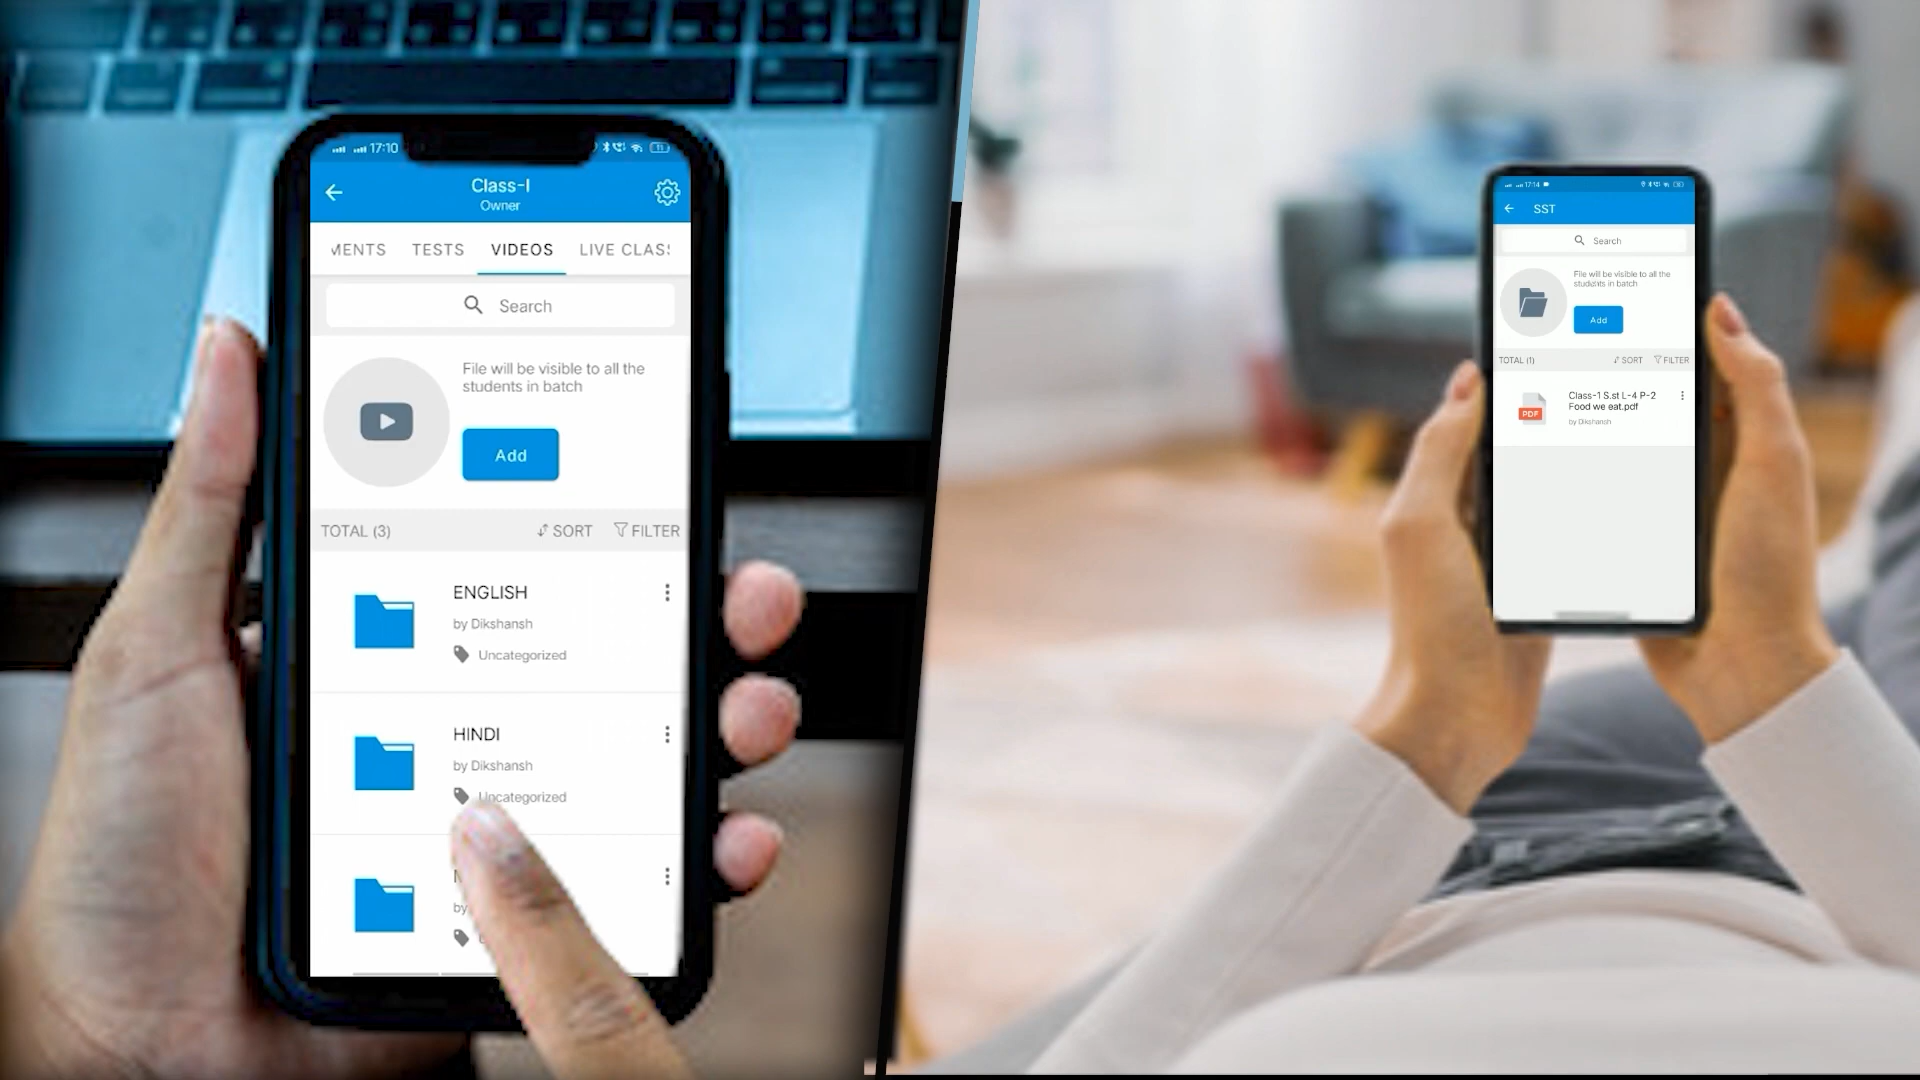 17:10
Class-I
Owner
MENTS TESTS VIDEOS LIVE CLAS
Search
File will be visible to all the
students in batch
Add
TOTAL (3) SORT FILTER
ENGLISH
by Dikshansh
Uncategorized
HINDI
by Dikshansh
Uncategorized
by
17:14
SST
Search
File will be visible to all the
students in batch
Add
TOTAL (1) SORT FILTER
PDF
Class-1 S.st L-4 P-2
Food we eat.pdf
by Dikshansh